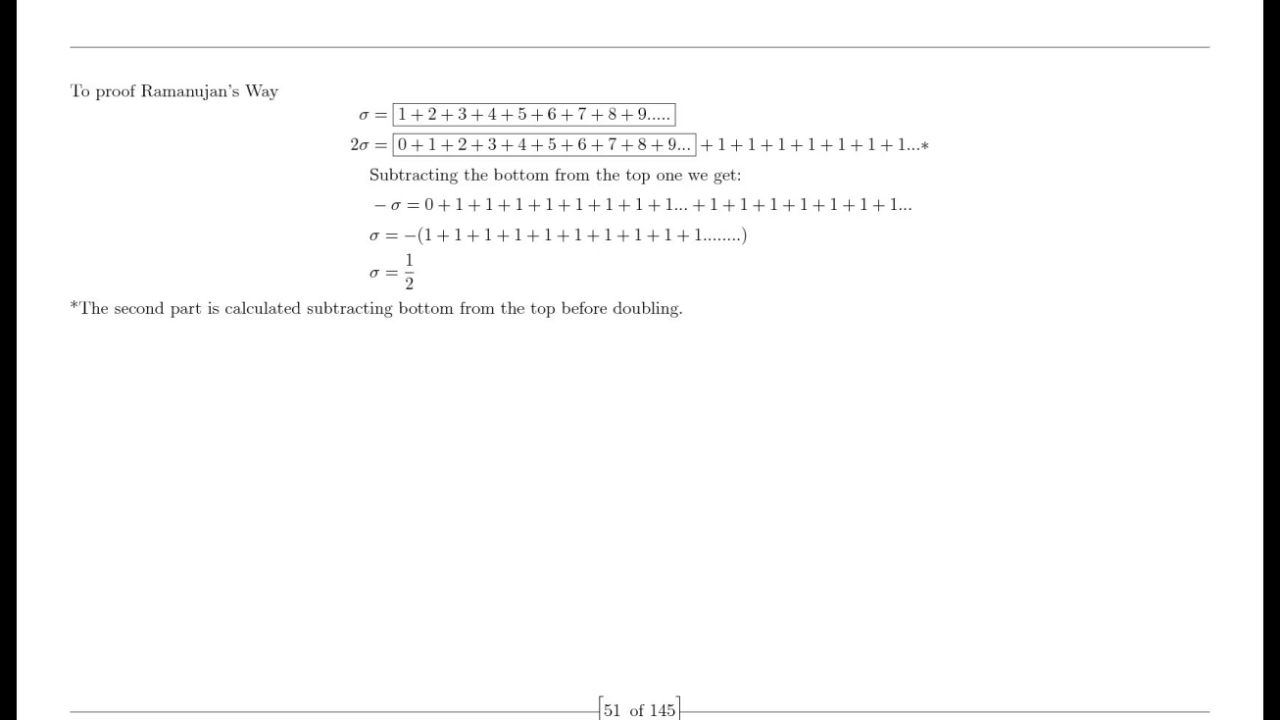 To proof Ramanujan's Way
σ = 1 + 2 + 3 + 4 + 5 + 6 + 7 + 8 + 9.....
2σ = 0 + 1 + 2 + 3 + 4 + 5 + 6 + 7 + 8 + 9... + 1 + 1 + 1 + 1 + 1 + 1 + 1...*
Subtracting the bottom from the top one we get:
− σ = 0 + 1 + 1 + 1 + 1 + 1 + 1 + 1 + 1... + 1 + 1 + 1 + 1 + 1 + 1 + 1...
σ = −(1 + 1 + 1 + 1 + 1 + 1 + 1 + 1 + 1 + 1........)
σ = 1/2
*The second part is calculated subtracting bottom from the top before doubling.
51 of 145